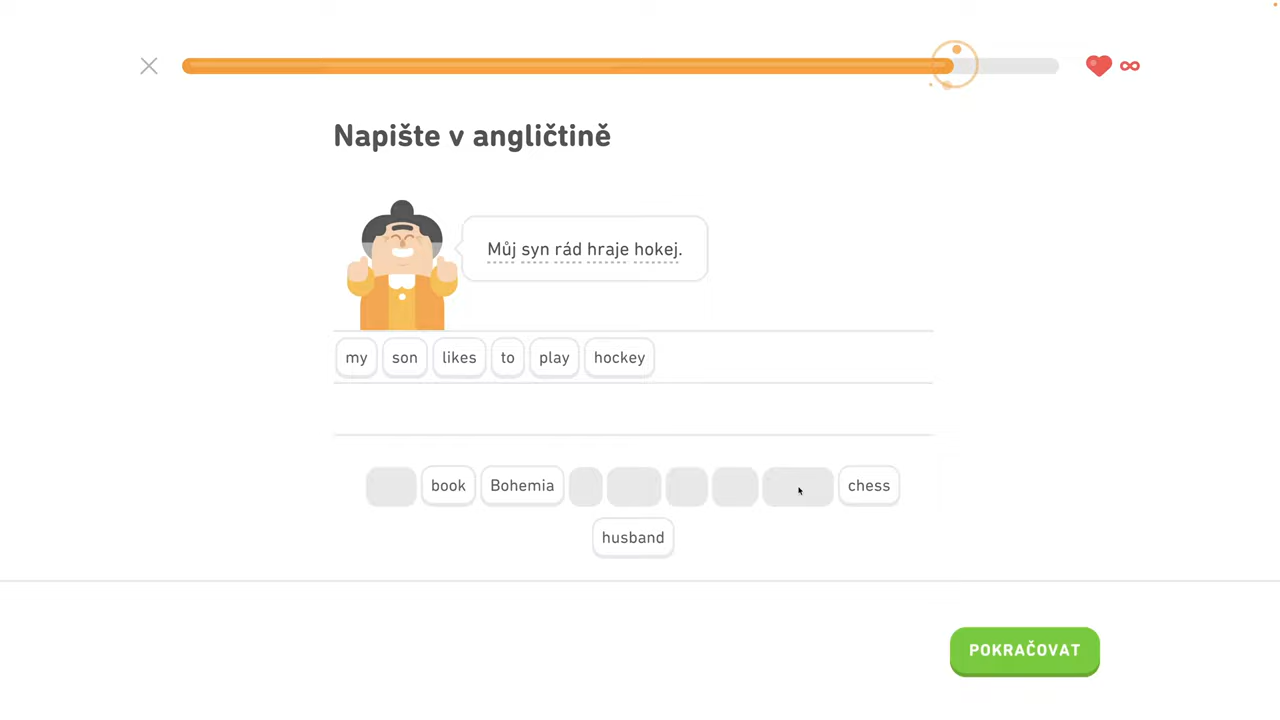 Napište v angličtině
Můj syn rád hraje hokej.
my son likes to play hockey
book Bohemia chess
husband
POKRAČOVAT